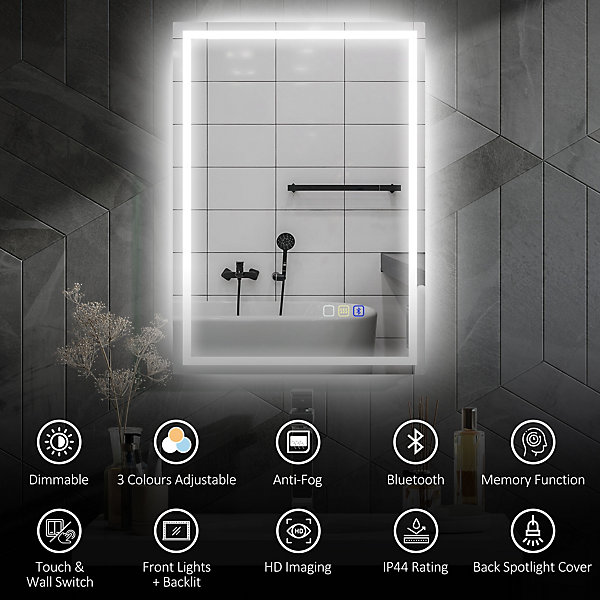 Dimmable
3 Colours Adjustable
Anti-Fog
Bluetooth
Memory Function
HD
Touch &
Wall Switch
Front Lights
+ Backlit
HD Imaging
IP44 Rating
Back Spotlight Cover